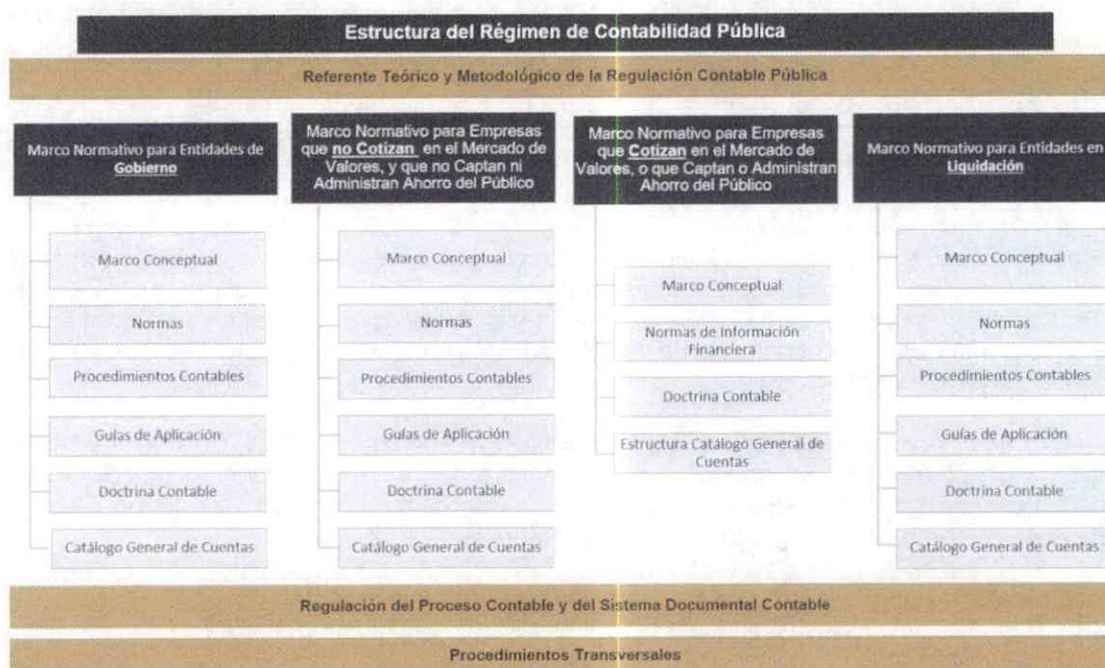 Estructura del Régimen de Contabilidad Pública
Referente Teórico y Metodológico de la Regulación Contable Pública
Marco Normativo para Entidades de
Gobierno
Marco Conceptual
Normas
Procedimientos Contables
Guías de Aplicación
Doctrina Contable
Catálogo General de Cuentas
Marco Normativo para Empresas
que no Cotizan en el Mercado de
Valores, y que no Captan ni
Administran Ahorro del Público
Marco Conceptual
Normas
Procedimientos Contables
Guías de Aplicación
Doctrina Contable
Catálogo General de Cuentas
Marco Normativo para Empresas
que Cotizan en el Mercado de
Valores, o que Captan o Administran
Ahorro del Público
Marco Conceptual
Normas de Información
Financiera
Doctrina Contable
Estructura Catálogo General de
Cuentas
Marco Normativo para Entidades en
Liquidación
Marco Conceptual
Normas
Procedimientos Contables
Guías de Aplicación
Doctrina Contable
Catálogo General de Cuentas
Regulación del Proceso Contable y del Sistema Documental Contable
Procedimientos Transversales